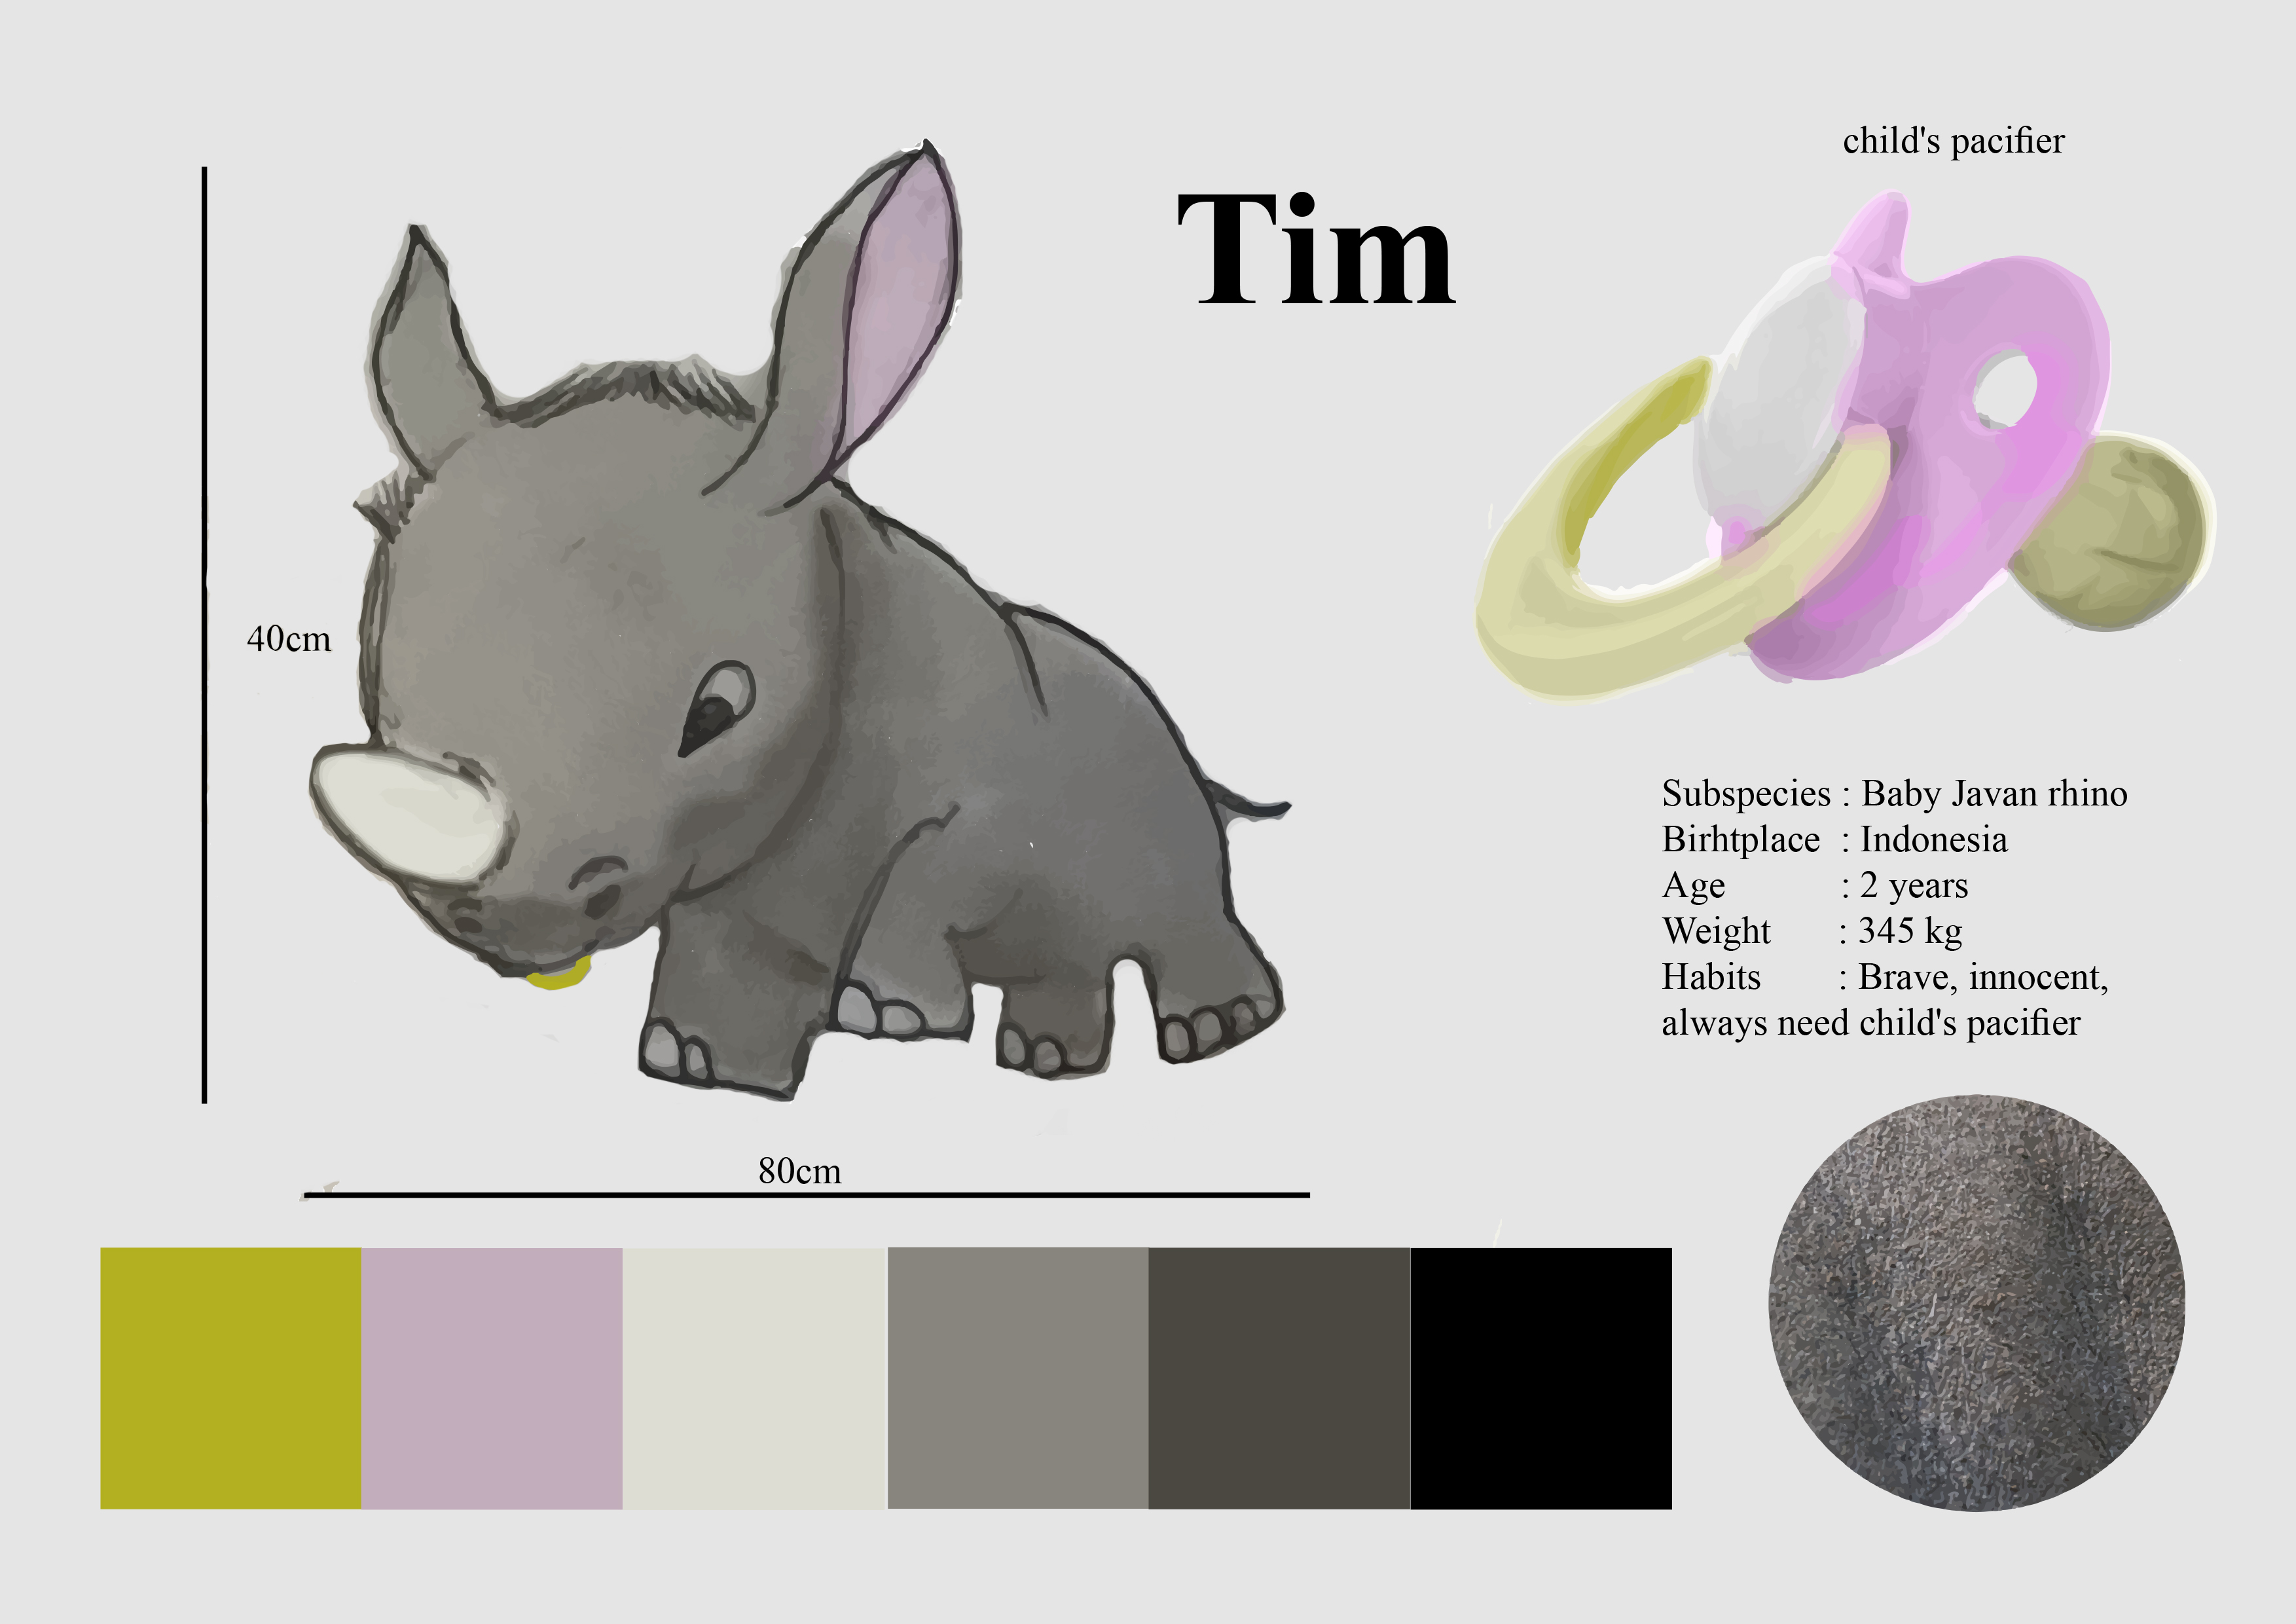 child's pacifier
Tim
40cm
Subspecies : Baby Javan rhino
Birhtplace : Indonesia
Age : 2 years
Weight : 345 kg
Habits : Brave, innocent,
always need child's pacifier
80cm